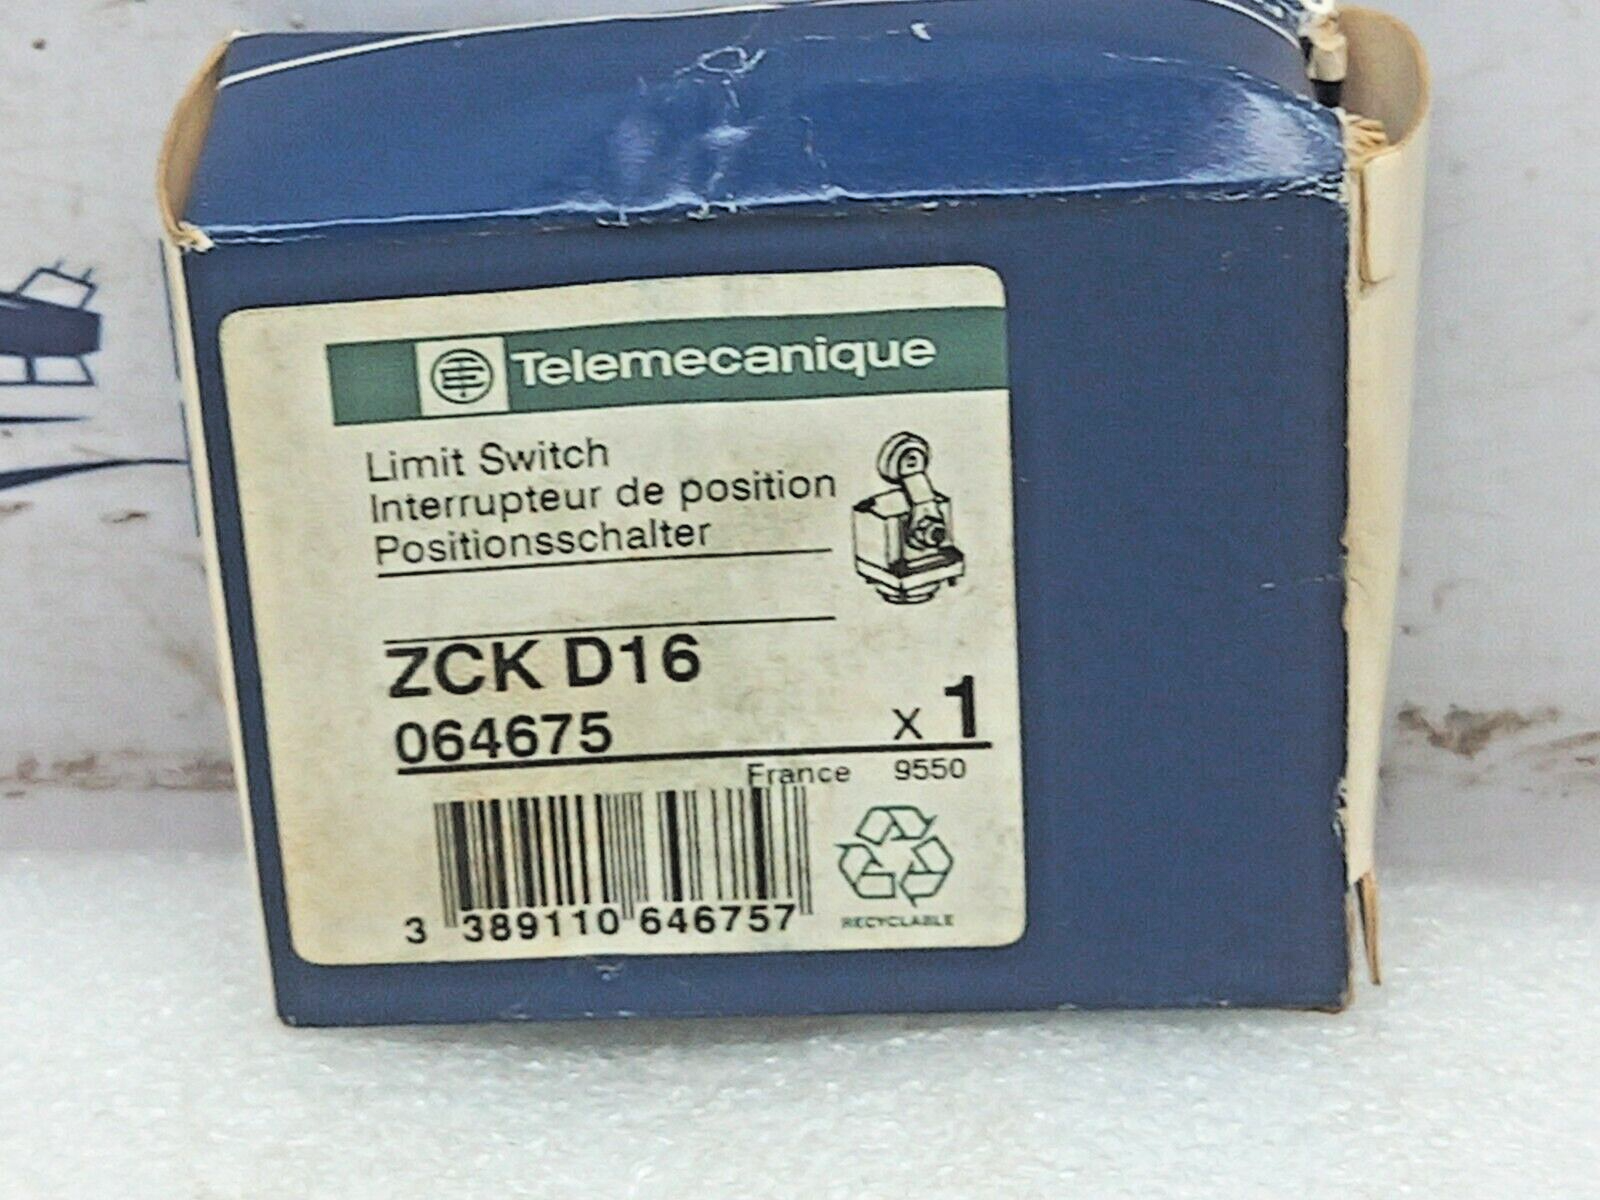 Telemecanique
Limit Switch
Interrupteur de position
Positionsschalter
ZCK D16
064675 x 1
France 9550
3 389110 646757
RECYCLABLE